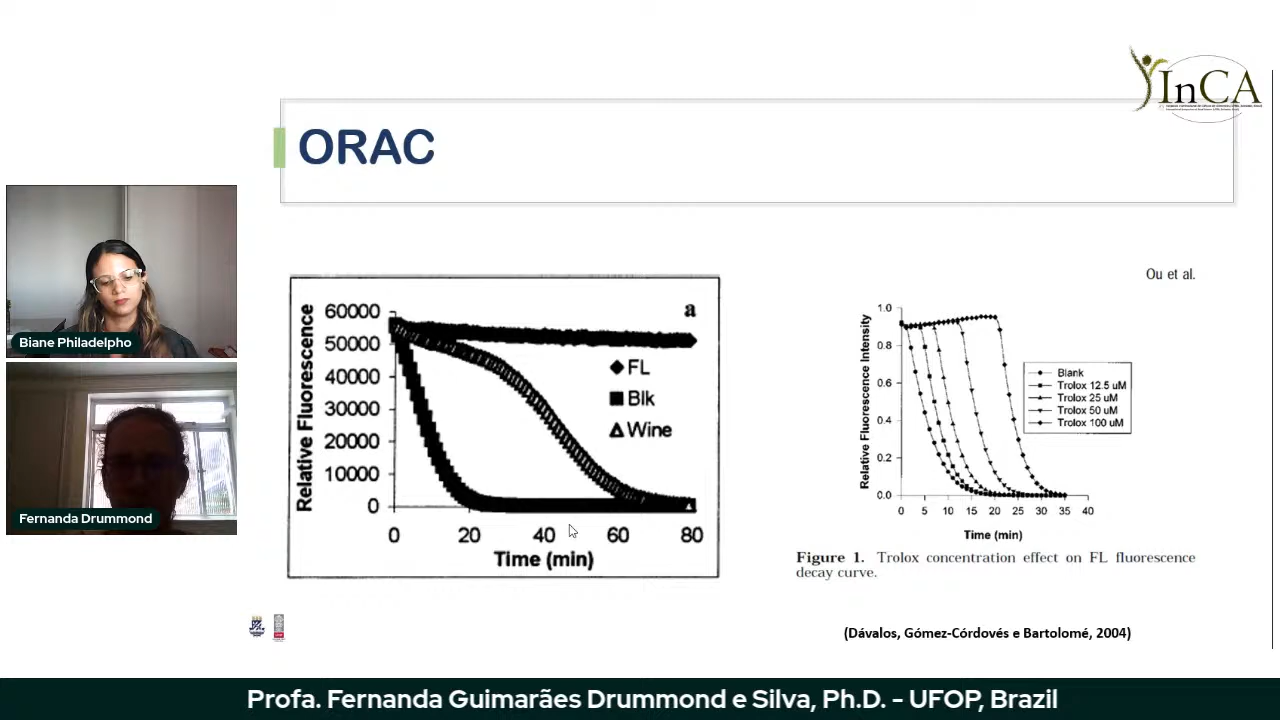 InCA
ORAC
Biane Philadelpho
Fernanda Drummond
Relative Fluorescence
60000
50000
40000
30000
20000
10000
0
a
FL
Blk
Wine
0 20 40 60 80
Time (min)
Ou et al.
Relative Fluorescence Intensity
1.0
0.8
0.6
0.4
0.2
0.0
Blank
Trolox 12.5 uM
Trolox 25 uM
Trolox 50 uM
Trolox 100 uM
0 5 10 15 20 25 30 35 40
Time (min)
Figure 1. Trolox concentration effect on FL fluorescence
decay curve.
(Dávalos, Gómez-Córdovés e Bartolomé, 2004)
Profa. Fernanda Guimarães Drummond e Silva, Ph.D. - UFOP, Brazil